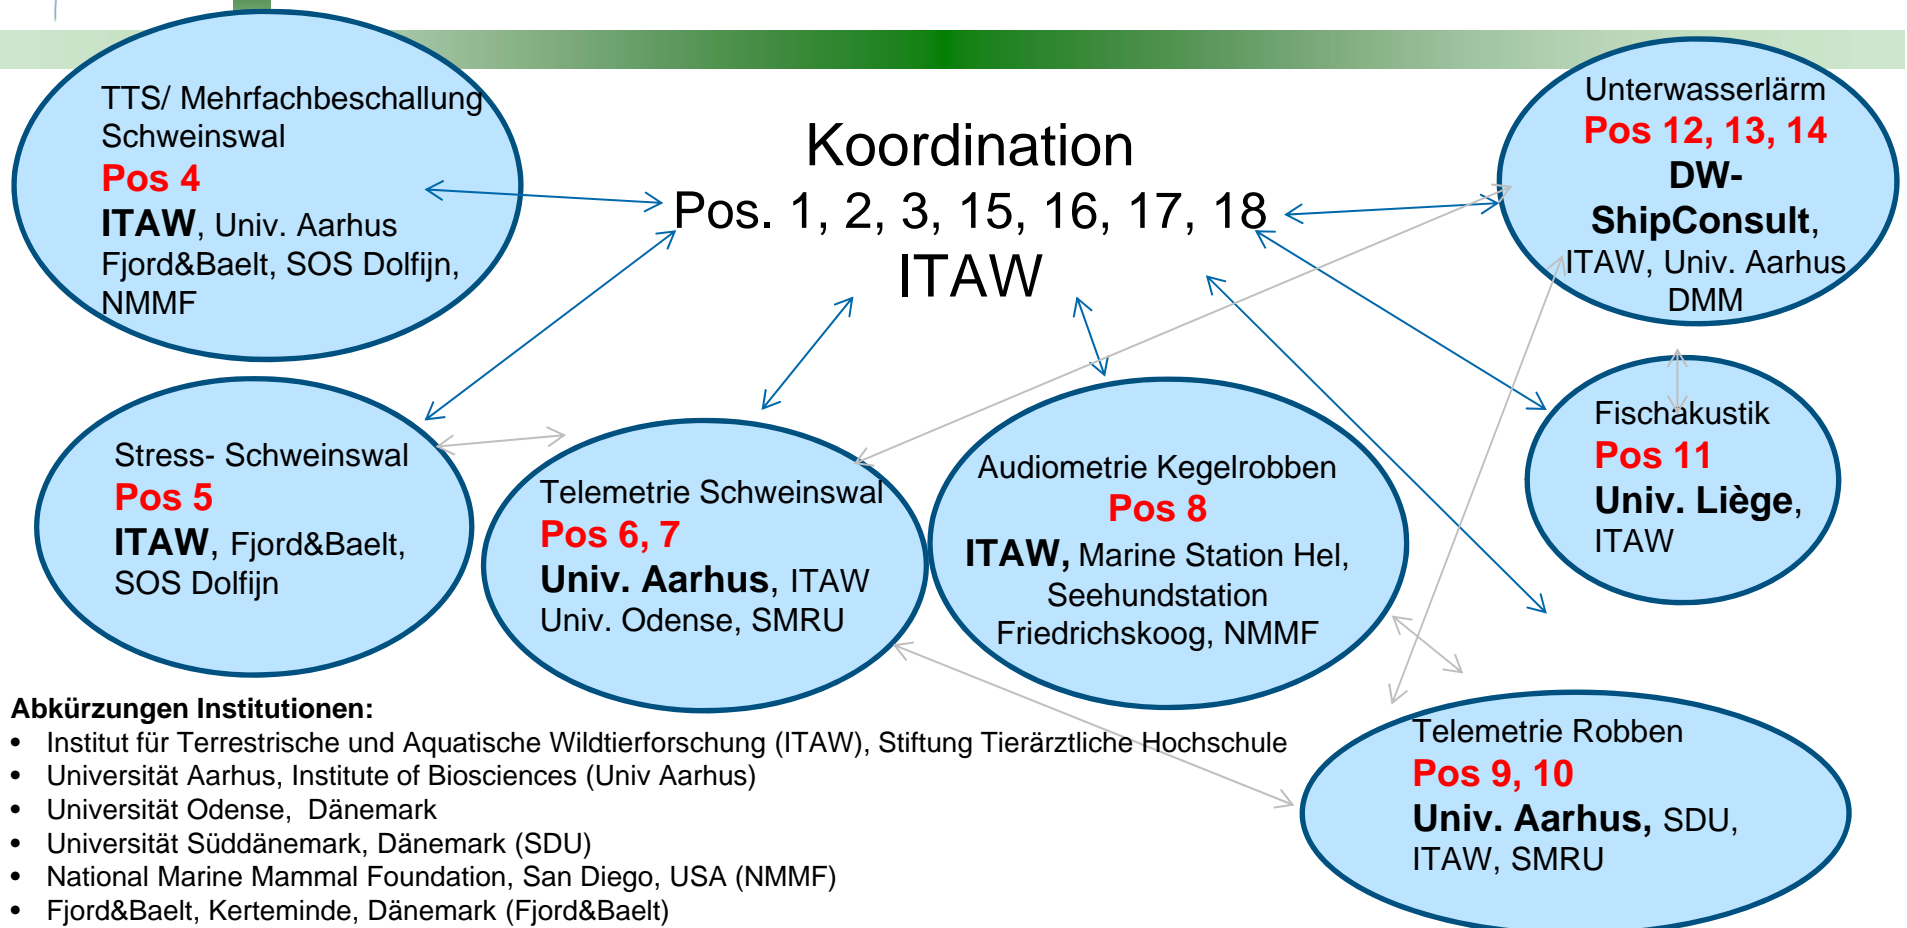 TTS/ Mehrfachbeschallung
Schweinswal
Pos 4
ITAW, Univ. Aarhus
Fjord&Baelt, SOS Dolfijn,
NMMF
Koordination
Pos. 1, 2, 3, 15, 16, 17, 18
ITAW
Unterwasserlärm
Pos 12, 13, 14
DW-
ShipConsult,
ITAW, Univ. Aarhus
DMM
Stress- Schweinswal
Pos 5
ITAW, Fjord&Baelt,
SOS Dolfijn
Telemetrie Schweinswal
Pos 6, 7
Univ. Aarhus, ITAW
Univ. Odense, SMRU
Audiometrie Kegelrobben
Pos 8
ITAW, Marine Station Hel,
Seehundstation
Friedrichskoog, NMMF
Fischakustik
Pos 11
Univ. Liège,
ITAW
Telemetrie Robben
Pos 9, 10
Univ. Aarhus, SDU,
ITAW, SMRU
Abkürzungen Institutionen:
• Institut für Terrestrische und Aquatische Wildtierforschung (ITAW), Stiftung Tierärztliche Hochschule
• Universität Aarhus, Institute of Biosciences (Univ Aarhus)
• Universität Odense, Dänemark
• Universität Süddänemark, Dänemark (SDU)
• National Marine Mammal Foundation, San Diego, USA (NMMF)
• Fjord&Baelt, Kerteminde, Dänemark (Fjord&Baelt)